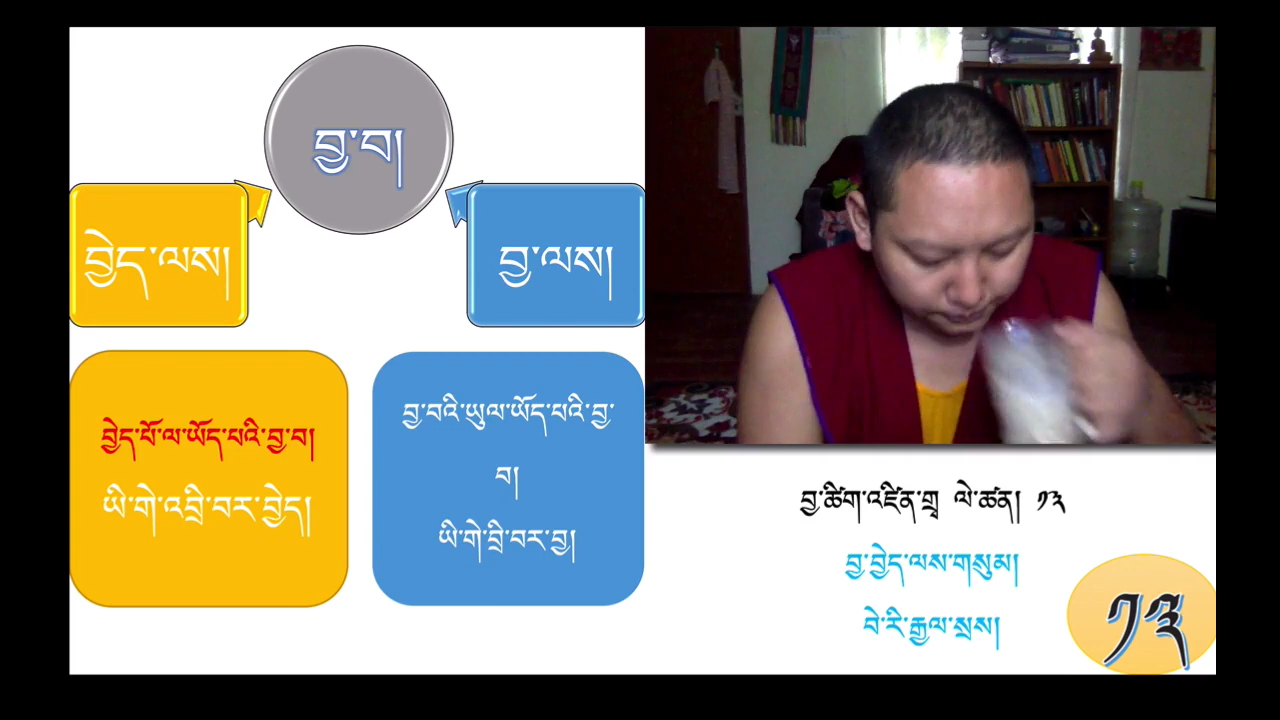 བྱ་བ།
བྱེད་ལས།
བྱ་ལས།
བྱེད་པོ་ལ་ཡོད་པའི་བྱ་བ།
ཡི་གེ་འབྲི་བར་བྱེད།
བྱ་བའི་ཡུལ་ཡོད་པའི་བྱ་
བ།
ཡི་གེ་བྲི་བར་བྱ།
བྱ་ཚིག་འཛིན་གྲྭ ལེ་ཚན། ༡༣
བྱ་བྱེད་ལས་གསུམ།
བེ་རི་རྒྱལ་སྲས།
༡༣